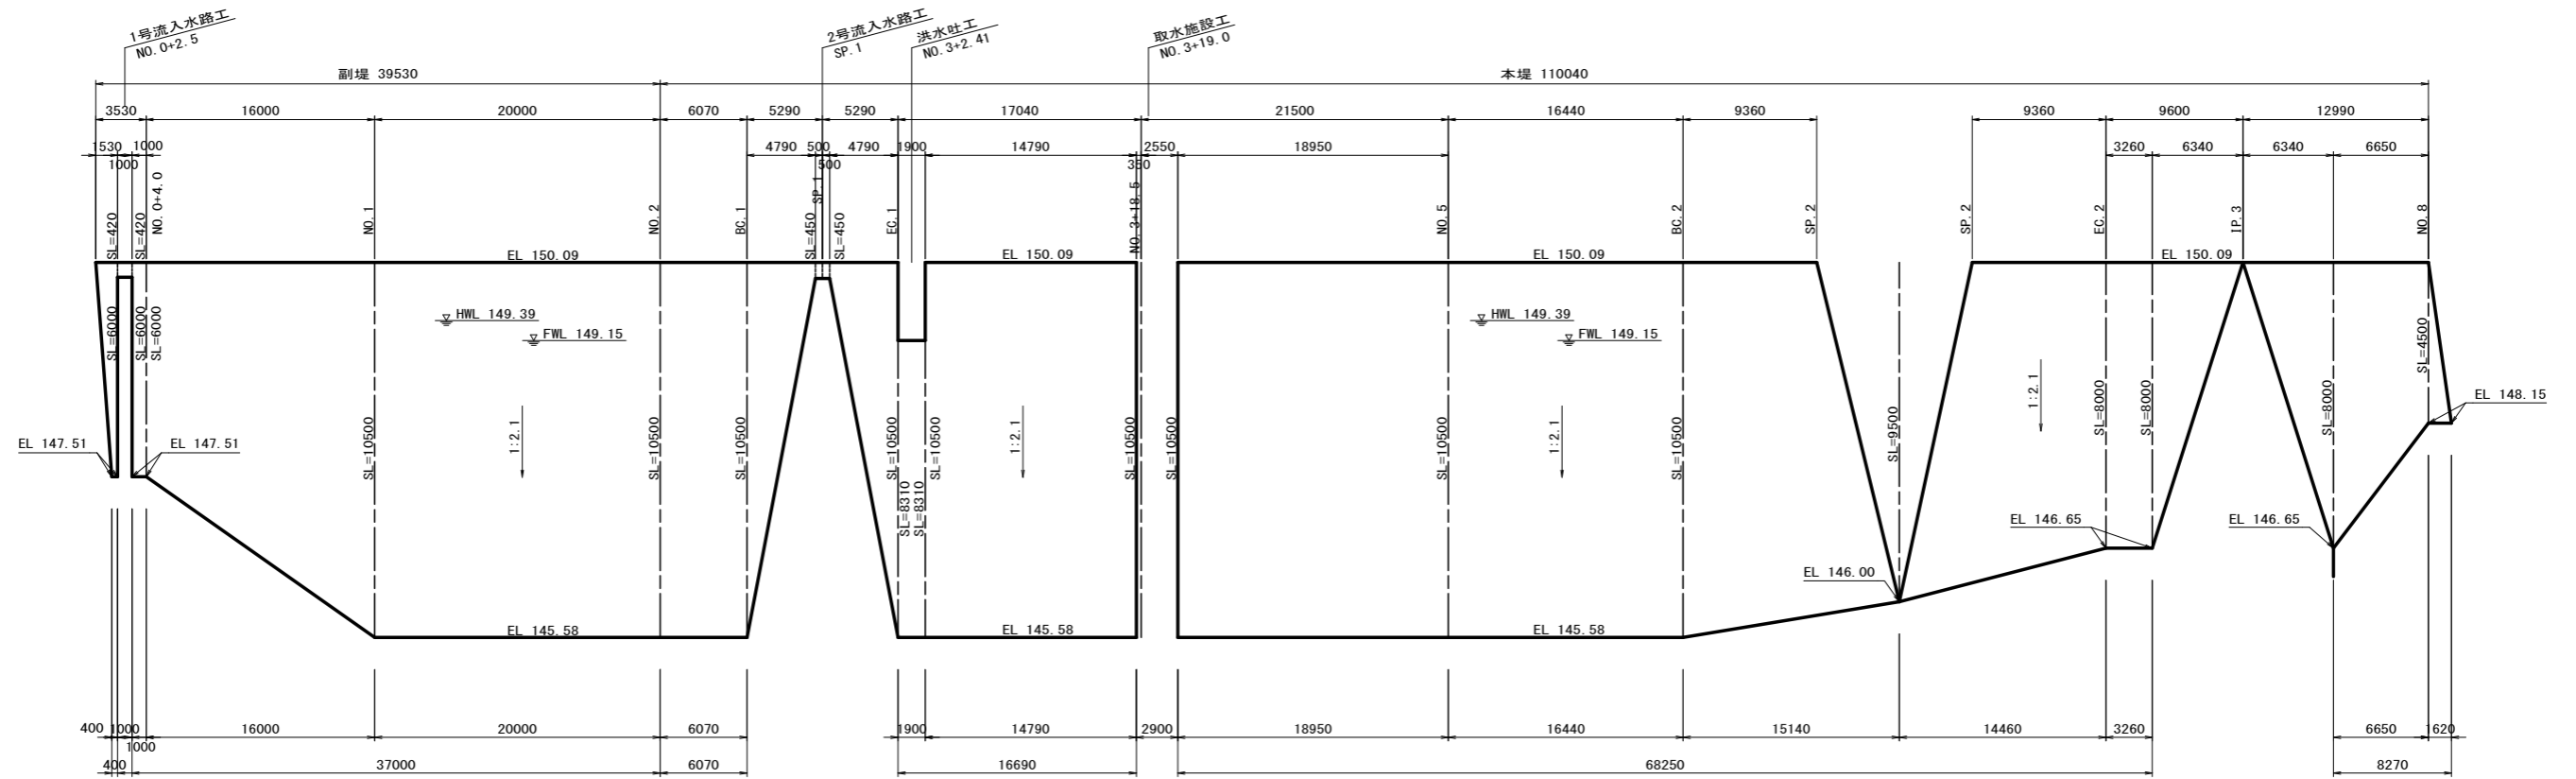 1号流入水路工
NO.0+2.5
2号流入水路工
SP.1
洪水吐工
NO.3+2.41
取水施設工
NO.3+19.0
副堤 39530
本堤 110040
3530
16000
20000
6070
5290
5290
17040
21500
16440
9360
9360
9600
12990
1530
1000
1000
4790
500
500
4790
1900
14790
350
2550
18950
3260
6340
6340
6650
SL=420
SL=420
NO.0+4.0
NO.1
NO.2
BC.1
SL=450
SP.1
SL=450
EC.1
NO.3+18.5
NO.5
BC.2
SP.2
SP.2
EC.2
IP.3
NO.8
EL 150.09
EL 150.09
EL 150.09
EL 150.09
SL=6000
SL=6000
SL=6000
HWL 149.39
FWL 149.15
HWL 149.39
FWL 149.15
SL=4500
EL 148.15
EL 147.51
EL 147.51
SL=10500
1:2.1
SL=10500
SL=10500
SL=10500
SL=8310
SL=8310
SL=10500
1:2.1
SL=10500
SL=10500
SL=10500
1:2.1
SL=10500
SL=9500
1:2.1
SL=8000
SL=8000
SL=8000
EL 146.65
EL 146.65
EL 146.00
EL 145.58
EL 145.58
EL 145.58
400
1000
1000
16000
20000
6070
1900
14790
2900
18950
16440
15140
14460
3260
6650
1620
400
37000
6070
16690
68250
8270